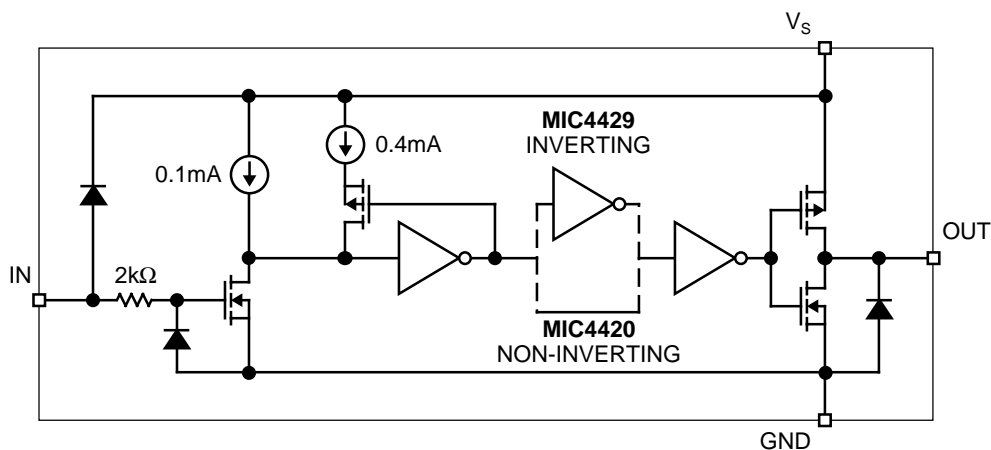 V_S
MIC4429
INVERTING
0.4mA
0.1mA
OUT
IN
2kΩ
MIC4420
NON-INVERTING
GND